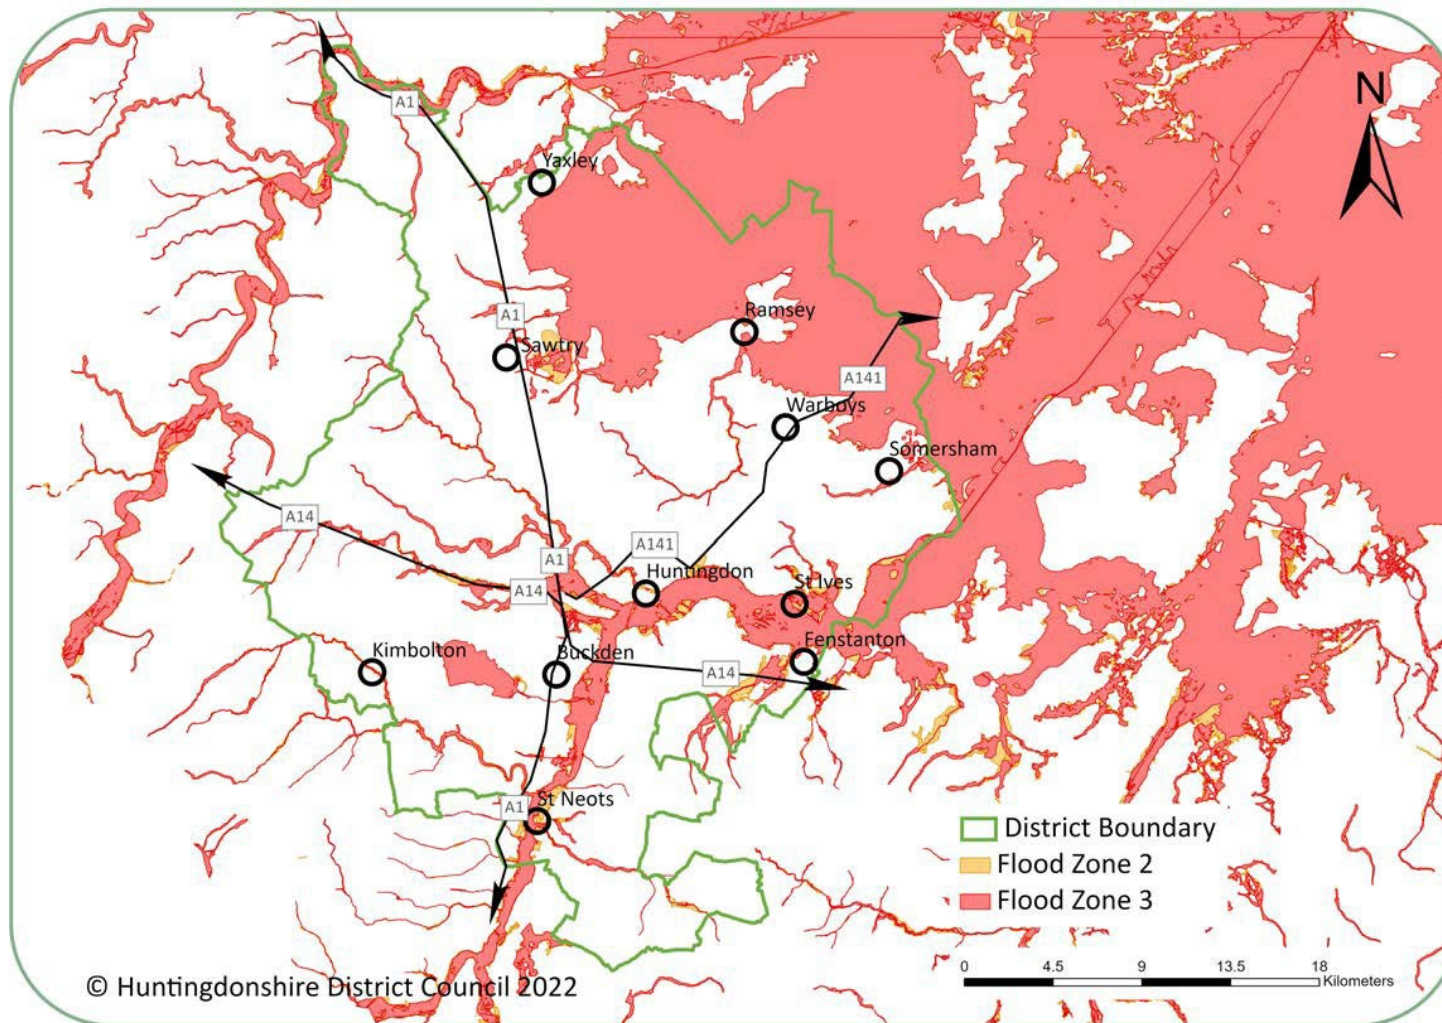 N
A1
Yaxley
A1
Ramsey
Sawtry
A141
Warboys
Somersham
A14
A141
A1
Huntingdon
A14
St Ives
Fenstanton
Kimbolton
Buckden
A14
A1
St Neots
District Boundary
Flood Zone 2
Flood Zone 3
0 4.5 9 13.5 18
Kilometers
© Huntingdonshire District Council 2022